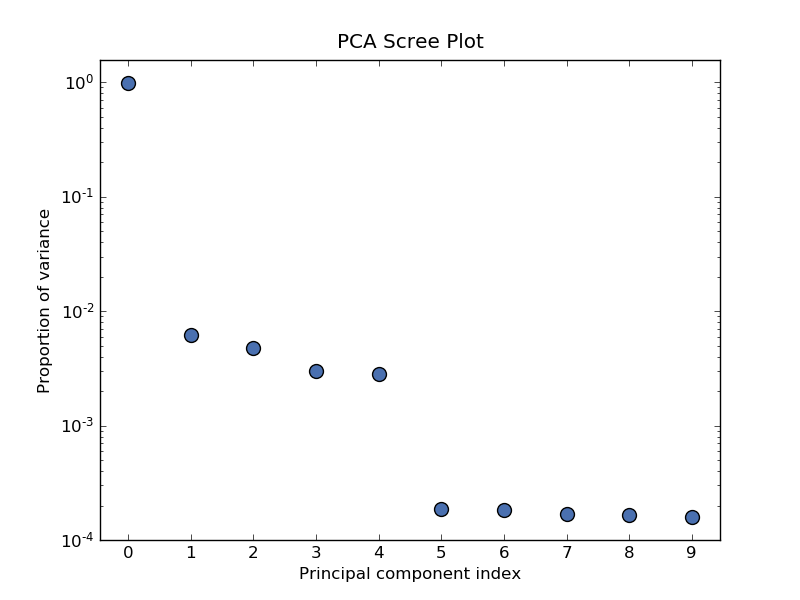 PCA Scree Plot
Proportion of variance
10^0
10^-1
10^-2
10^-3
10^-4
0 1 2 3 4 5 6 7 8 9
Principal component index